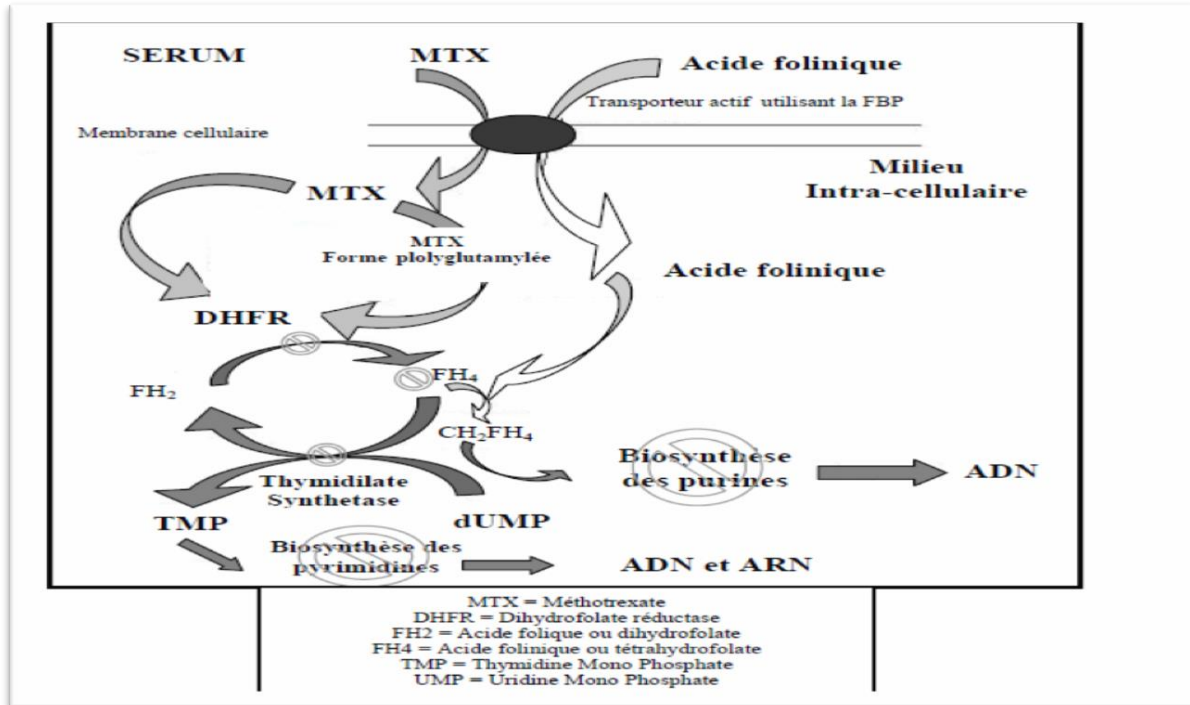 SERUM
MTX
Acide folinique
Transporteur actif utilisant la FBP
Membrane cellulaire
Milieu
Intra-cellulaire
MTX
MTX
Forme plolyglutamylée
Acide folinique
DHFR
FH₂
FH₄
CH₂FH₄
Biosynthèse
des purines
ADN
Thymidilate
Synthetase
TMP
dUMP
Biosynthèse des
pyrimidines
ADN et ARN
MTX = Méthotrexate
DHFR = Dihydrofolate réductase
FH2 = Acide folique ou dihydrofolate
FH4 = Acide folinique ou tétrahydrofolate
TMP = Thymidine Mono Phosphate
UMP = Uridine Mono Phosphate